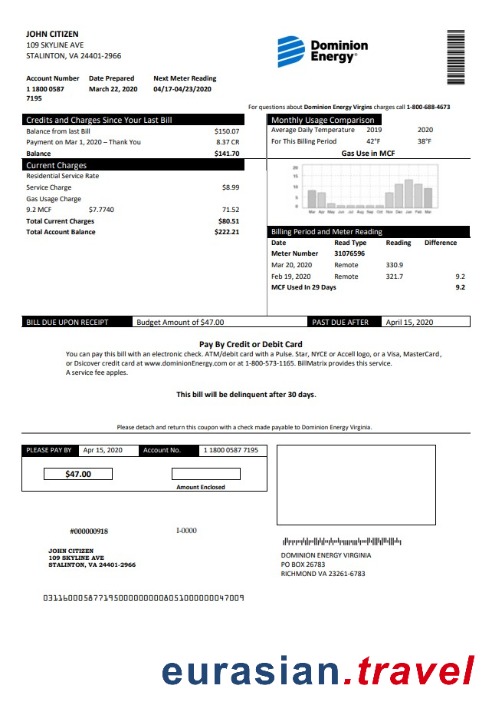 JOHN CITIZEN
109 SKYLINE AVE
STALINTON, VA 24401-2966
Dominion
Energy®
Account Number Date Prepared Next Meter Reading
1 1800 0587 March 22, 2020 04/17-04/23/2020
7195
For questions about Dominion Energy Virgins charges call 1-800-688-4673
Credits and Charges Since Your Last Bill
Balance from last Bill $150.07
Payment on Mar 1, 2020 – Thank You 8.37 CR
Balance $141.70
Current Charges
Residential Service Rate
Service Charge $8.99
Gas Usage Charge
9.2 MCF $7.7740 71.52
Total Current Charges $80.51
Total Account Balance $222.21
Monthly Usage Comparison
Average Daily Temperature 2019 2020
For This Billing Period 42°F 38°F
Gas Use in MCF
20
15
10
5
0
Mar Apr May Jun Jul Aug Sep Oct Nov Dec Jan Feb Mar
Billing Period and Meter Reading
Date Read Type Reading Difference
Meter Number 31076596
Mar 20, 2020 Remote 330.9
Feb 19, 2020 Remote 321.7 9.2
MCF Used In 29 Days 9.2
BILL DUE UPON RECEIPT Budget Amount of $47.00 PAST DUE AFTER April 15, 2020
Pay By Credit or Debit Card
You can pay this bill with an electronic check. ATM/debit card with a Pulse. Star, NYCE or Accell logo, or a Visa, MasterCard,
or Dsicover credit card at www.dominionEnergy.com or at 1-800-573-1165. BillMatrix provides this service.
A service fee apples.
This bill will be delinquent after 30 days.
Please detach and return this coupon with a check made payable to Dominion Energy Virginia.
PLEASE PAY BY Apr 15, 2020 Account No. 1 1800 0587 7195
$47.00
Amount Enclosed
#000000918 I-0000
JOHN CITIZEN
109 SKYLINE AVE
STALINTON, VA 24401-2966
DOMINION ENERGY VIRGINIA
PO BOX 26783
RICHMOND VA 23261-6783
eurasian.travel